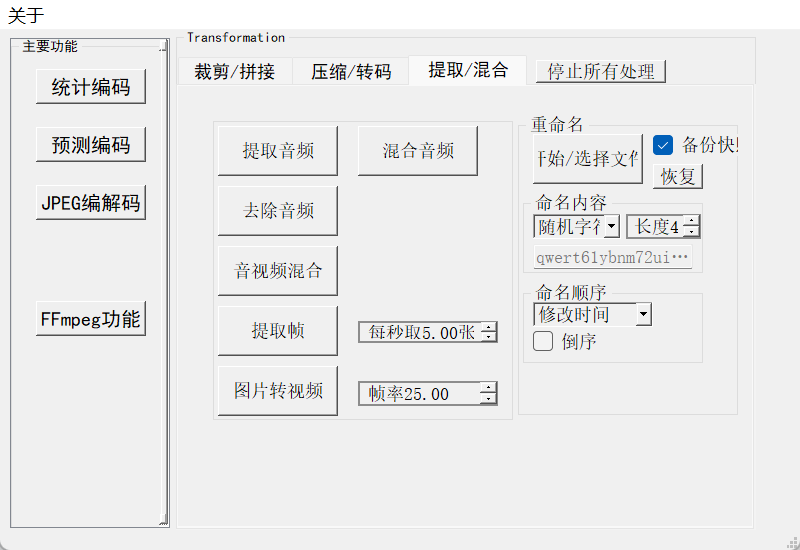 关于
主要功能
统计编码
预测编码
JPEG编解码
FFmpeg功能
Transformation
裁剪/拼接
压缩/转码
提取/混合
停止所有处理
提取音频
混合音频
去除音频
音视频混合
提取帧
每秒取5.00张
图片转视频
帧率25.00
重命名
开始/选择文件
备份快照
恢复
命名内容
随机字符
长度4
qwert61ybnm72ui…
命名顺序
修改时间
倒序